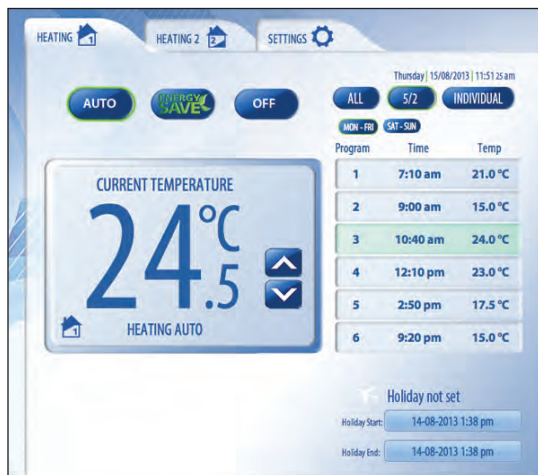 HEATING 1
HEATING 2 2
SETTINGS
Thursday | 15/08/2013 | 11:51 25 am
AUTO
ENERGY SAVE
OFF
ALL
5/2
INDIVIDUAL
MON - FRI
SAT - SUN
Program Time Temp
1 7:10 am 21.0 °C
2 9:00 am 15.0 °C
3 10:40 am 24.0 °C
4 12:10 pm 23.0 °C
5 2:50 pm 17.5 °C
6 9:20 pm 15.0 °C
CURRENT TEMPERATURE
24.5 °C
1
HEATING AUTO
Holiday not set
Holiday Start: 14-08-2013 1:38 pm
Holiday End: 14-08-2013 1:38 pm